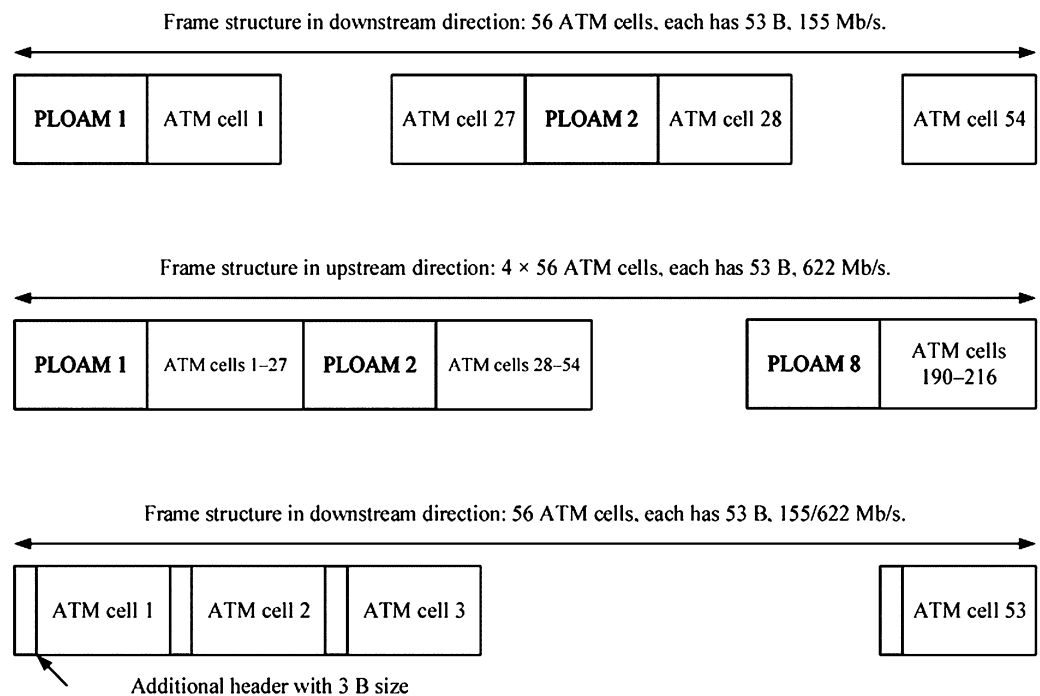 Frame structure in downstream direction: 56 ATM cells, each has 53 B, 155 Mb/s.
PLOAM 1 ATM cell 1 ATM cell 27 PLOAM 2 ATM cell 28 ATM cell 54
Frame structure in upstream direction: 4 × 56 ATM cells, each has 53 B, 622 Mb/s.
PLOAM 1 ATM cells 1–27 PLOAM 2 ATM cells 28–54 PLOAM 8 ATM cells
190–216
Frame structure in downstream direction: 56 ATM cells, each has 53 B, 155/622 Mb/s.
ATM cell 1 ATM cell 2 ATM cell 3 ATM cell 53
Additional header with 3 B size